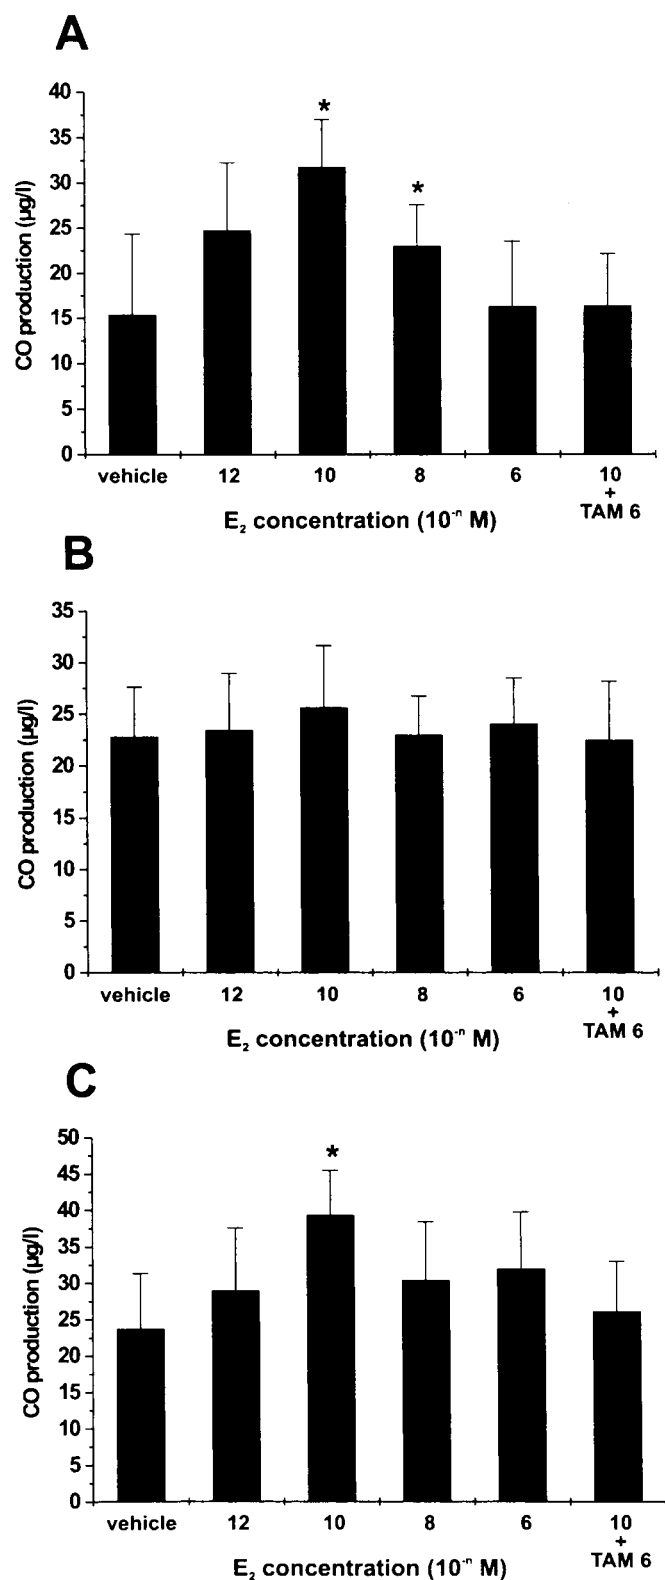 A
CO production (µg/l)
40
35
30
25
20
15
10
5
0
*
*
vehicle 12 10 8 6 10
+
TAM 6
E₂ concentration (10⁻ⁿ M)
B
CO production (µg/l)
35
30
25
20
15
10
5
0
vehicle 12 10 8 6 10
+
TAM 6
E₂ concentration (10⁻ⁿ M)
C
CO production (µg/l)
50
45
40
35
30
25
20
15
10
5
0
*
vehicle 12 10 8 6 10
+
TAM 6
E₂ concentration (10⁻ⁿ M)